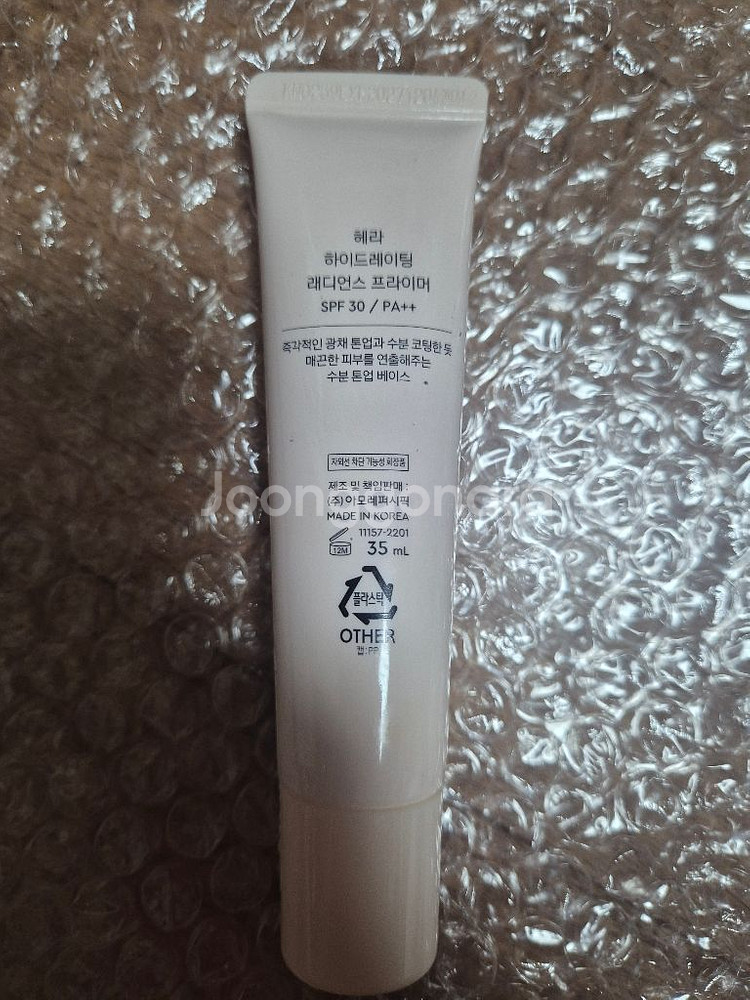 헤라
하이드레이팅
래디언스 프라이머
SPF 30 / PA++
즉각적인 광채 톤업과 수분 코팅한 듯
매끈한 피부를 연출해주는
수분 톤업 베이스
자외선 차단 기능성 화장품
제조 및 책임판매 :
(주)아모레퍼시픽
MADE IN KOREA
11157-2201
12M 35 mL
플라스틱
OTHER
캡:PP